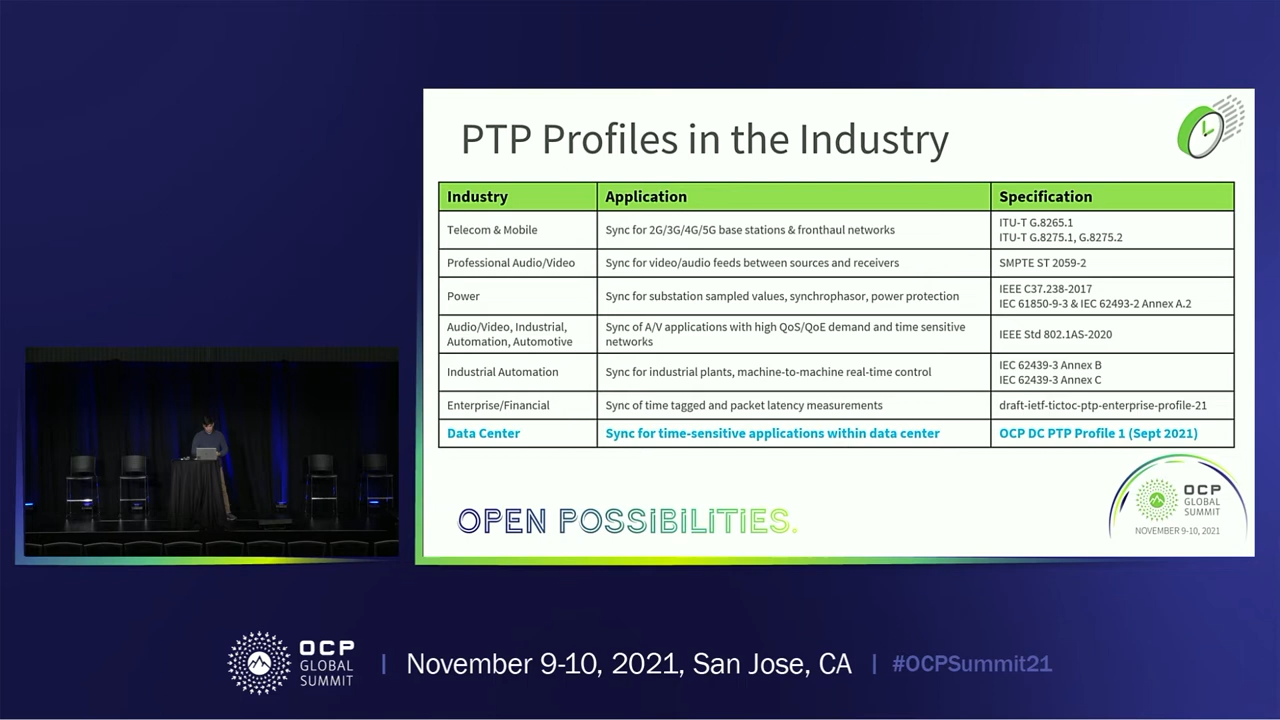 PTP Profiles in the Industry
Industry Application Specification
Telecom & Mobile Sync for 2G/3G/4G/5G base stations & fronthaul networks ITU-T G.8265.1
ITU-T G.8275.1, G.8275.2
Professional Audio/Video Sync for video/audio feeds between sources and receivers SMPTE ST 2059-2
Power Sync for substation sampled values, synchrophasor, power protection IEEE C37.238-2017
IEC 61850-9-3 & IEC 62493-2 Annex A.2
Audio/Video, Industrial, Sync of A/V applications with high QoS/QoE demand and time sensitive IEEE Std 802.1AS-2020
Automation, Automotive networks
Industrial Automation Sync for industrial plants, machine-to-machine real-time control IEC 62439-3 Annex B
IEC 62439-3 Annex C
Enterprise/Financial Sync of time tagged and packet latency measurements draft-ietf-tictoc-ptp-enterprise-profile-21
Data Center Sync for time-sensitive applications within data center OCP DC PTP Profile 1 (Sept 2021)
OPEN POSSIBILITIES.
OCP
GLOBAL
SUMMIT
NOVEMBER 9-10, 2021
OCP
GLOBAL
SUMMIT
November 9-10, 2021, San Jose, CA
#OCPSummit21